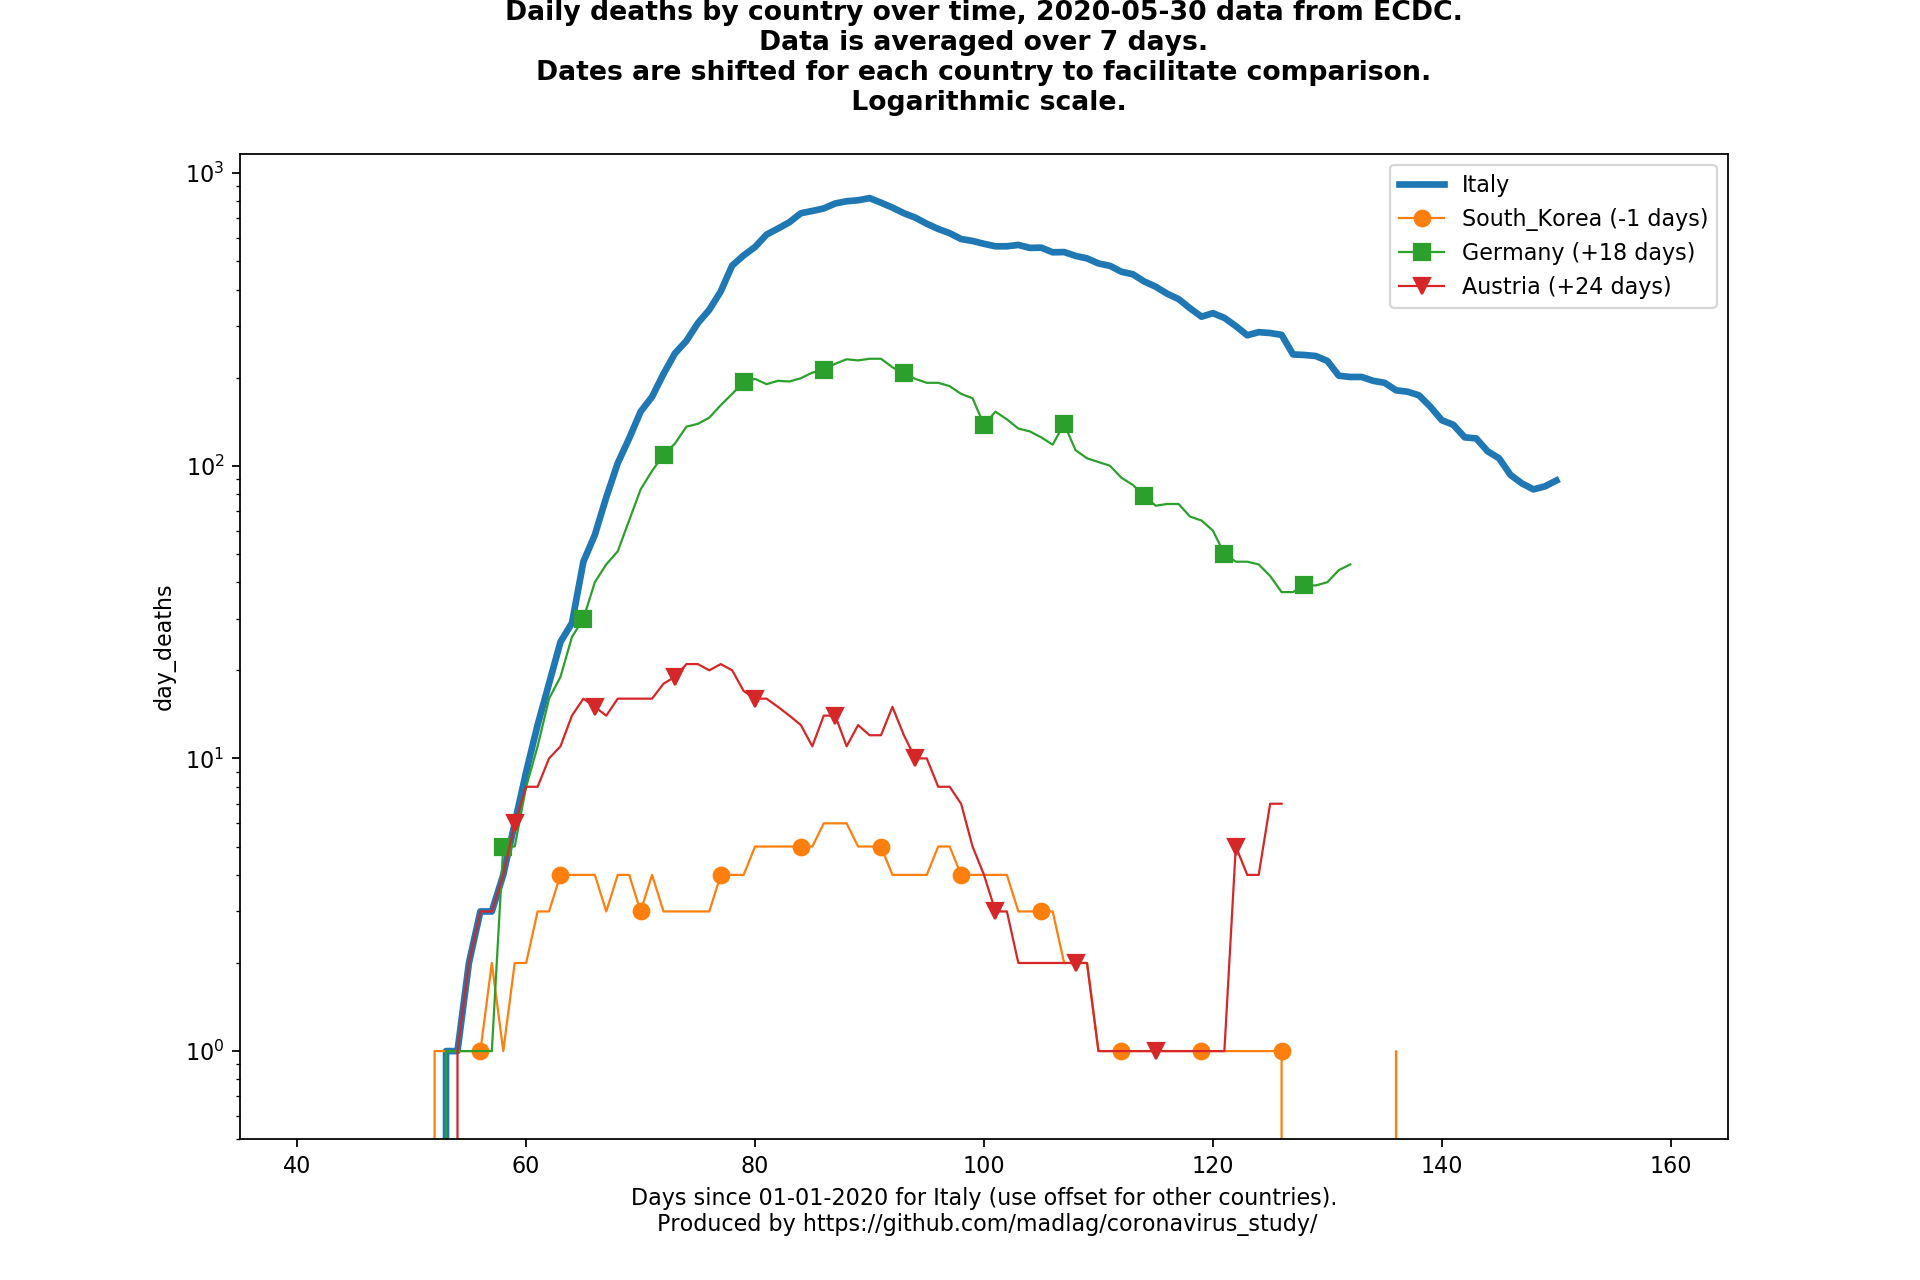 Daily deaths by country over time, 2020-05-30 data from ECDC.
Data is averaged over 7 days.
Dates are shifted for each country to facilitate comparison.
Logarithmic scale.
10³
10²
10¹
10⁰
day_deaths
Italy
South_Korea (-1 days)
Germany (+18 days)
Austria (+24 days)
40 60 80 100 120 140 160
Days since 01-01-2020 for Italy (use offset for other countries).
Produced by https://github.com/madlag/coronavirus_study/